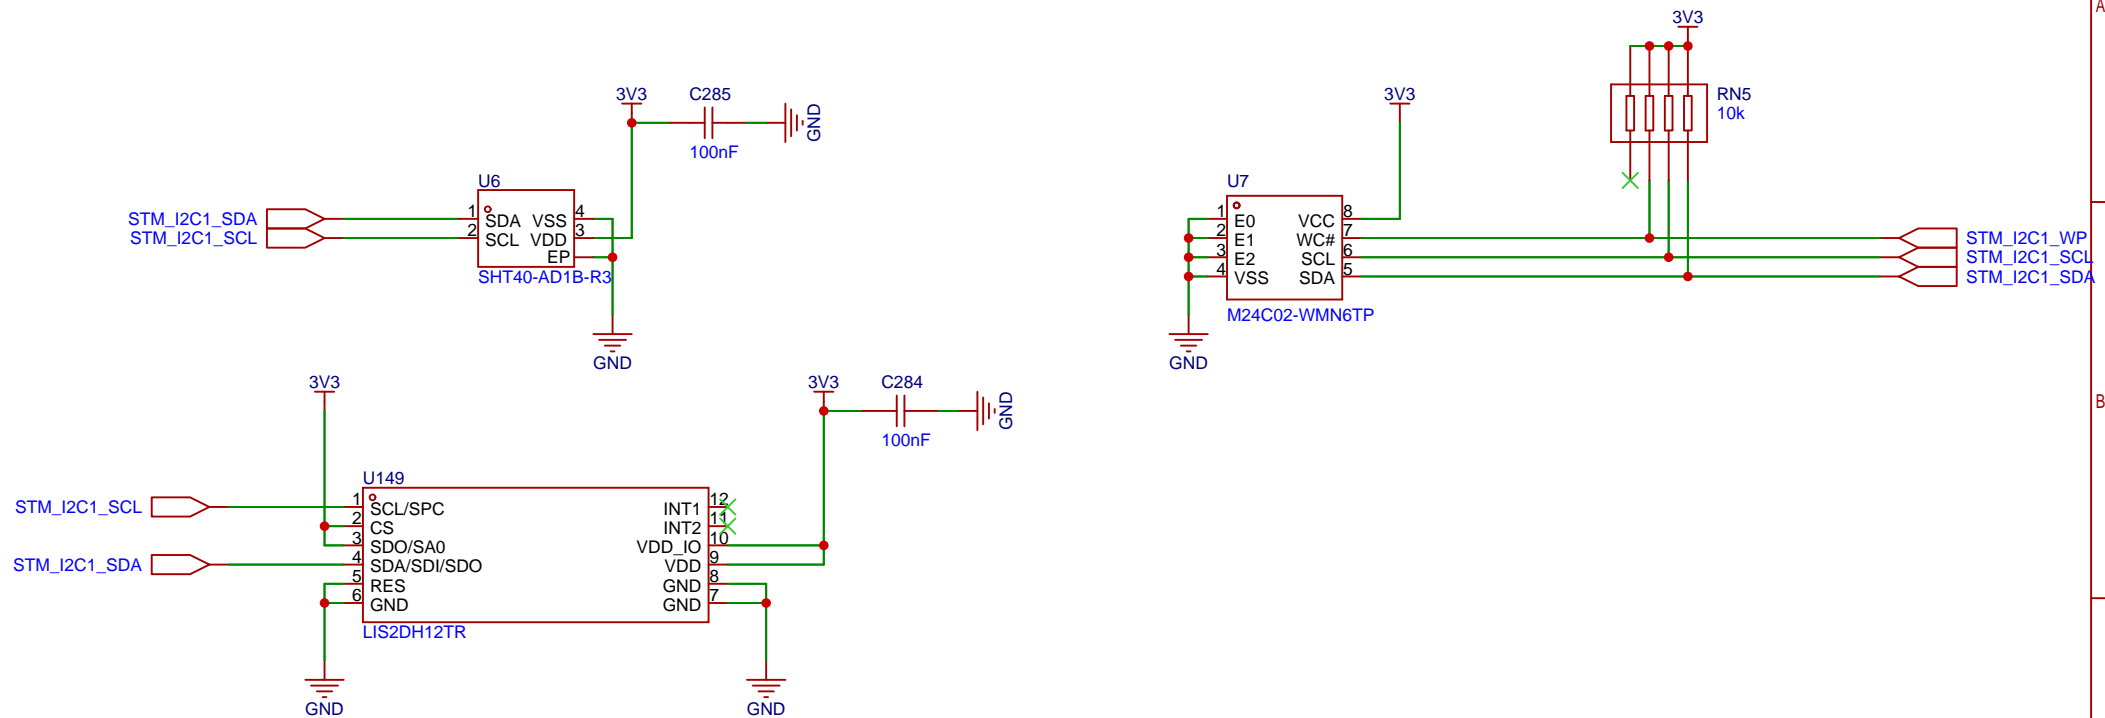 A
3V3
3V3
C285
GND
100nF
3V3
RN5
10k
U6
STM_I2C1_SDA
STM_I2C1_SCL
1 SDA VSS 4
2 SCL VDD 3
EP
SHT40-AD1B-R3
GND
U7
1 E0 VCC 8
2 E1 WC# 7
3 E2 SCL 6
4 VSS SDA 5
M24C02-WMN6TP
STM_I2C1_WP
STM_I2C1_SCL
STM_I2C1_SDA
GND
3V3
3V3
C284
GND
100nF
B
U149
STM_I2C1_SCL
STM_I2C1_SDA
1 SCL/SPC INT1 12
2 CS INT2 11
3 SDO/SA0 VDD_IO 10
4 SDA/SDI/SDO VDD 9
5 RES GND 8
6 GND GND 7
LIS2DH12TR
GND
GND